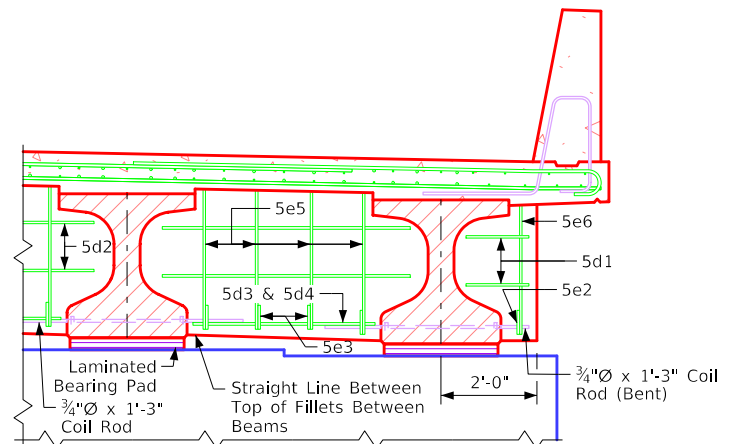 5e5
5e6
5d2
5d1
5d3 & 5d4
5e2
5e3
Laminated
Bearing Pad
¾"Ø x 1'-3"
Coil Rod
Straight Line Between
Top of Fillets Between
Beams
2'-0"
¾"Ø x 1'-3" Coil
Rod (Bent)